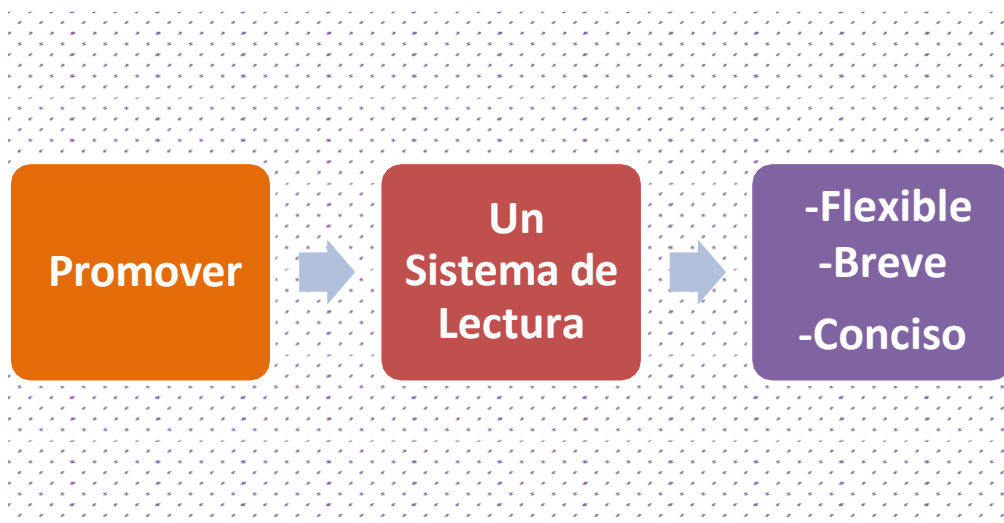 Promover
Un
Sistema de
Lectura
-Flexible
-Breve
-Conciso